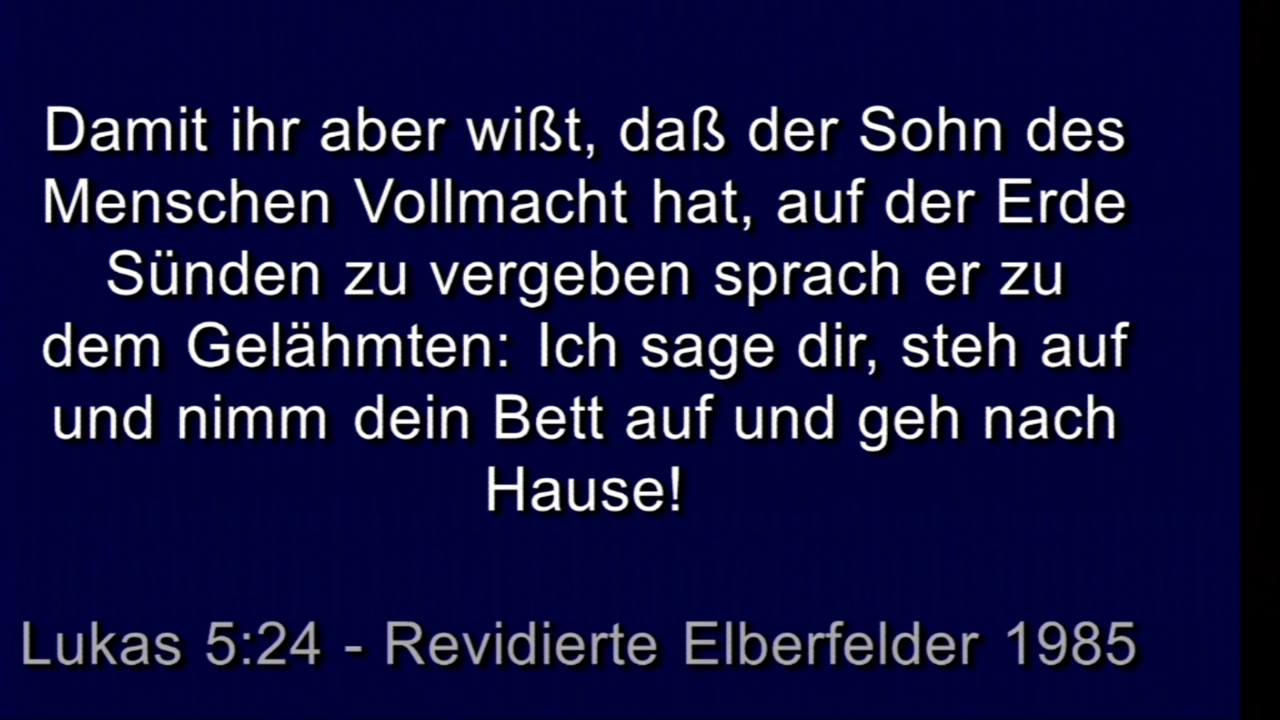 Damit ihr aber wißt, daß der Sohn des
Menschen Vollmacht hat, auf der Erde
Sünden zu vergeben sprach er zu
dem Gelähmten: Ich sage dir, steh auf
und nimm dein Bett auf und geh nach
Hause!
Lukas 5:24 - Revidierte Elberfelder 1985